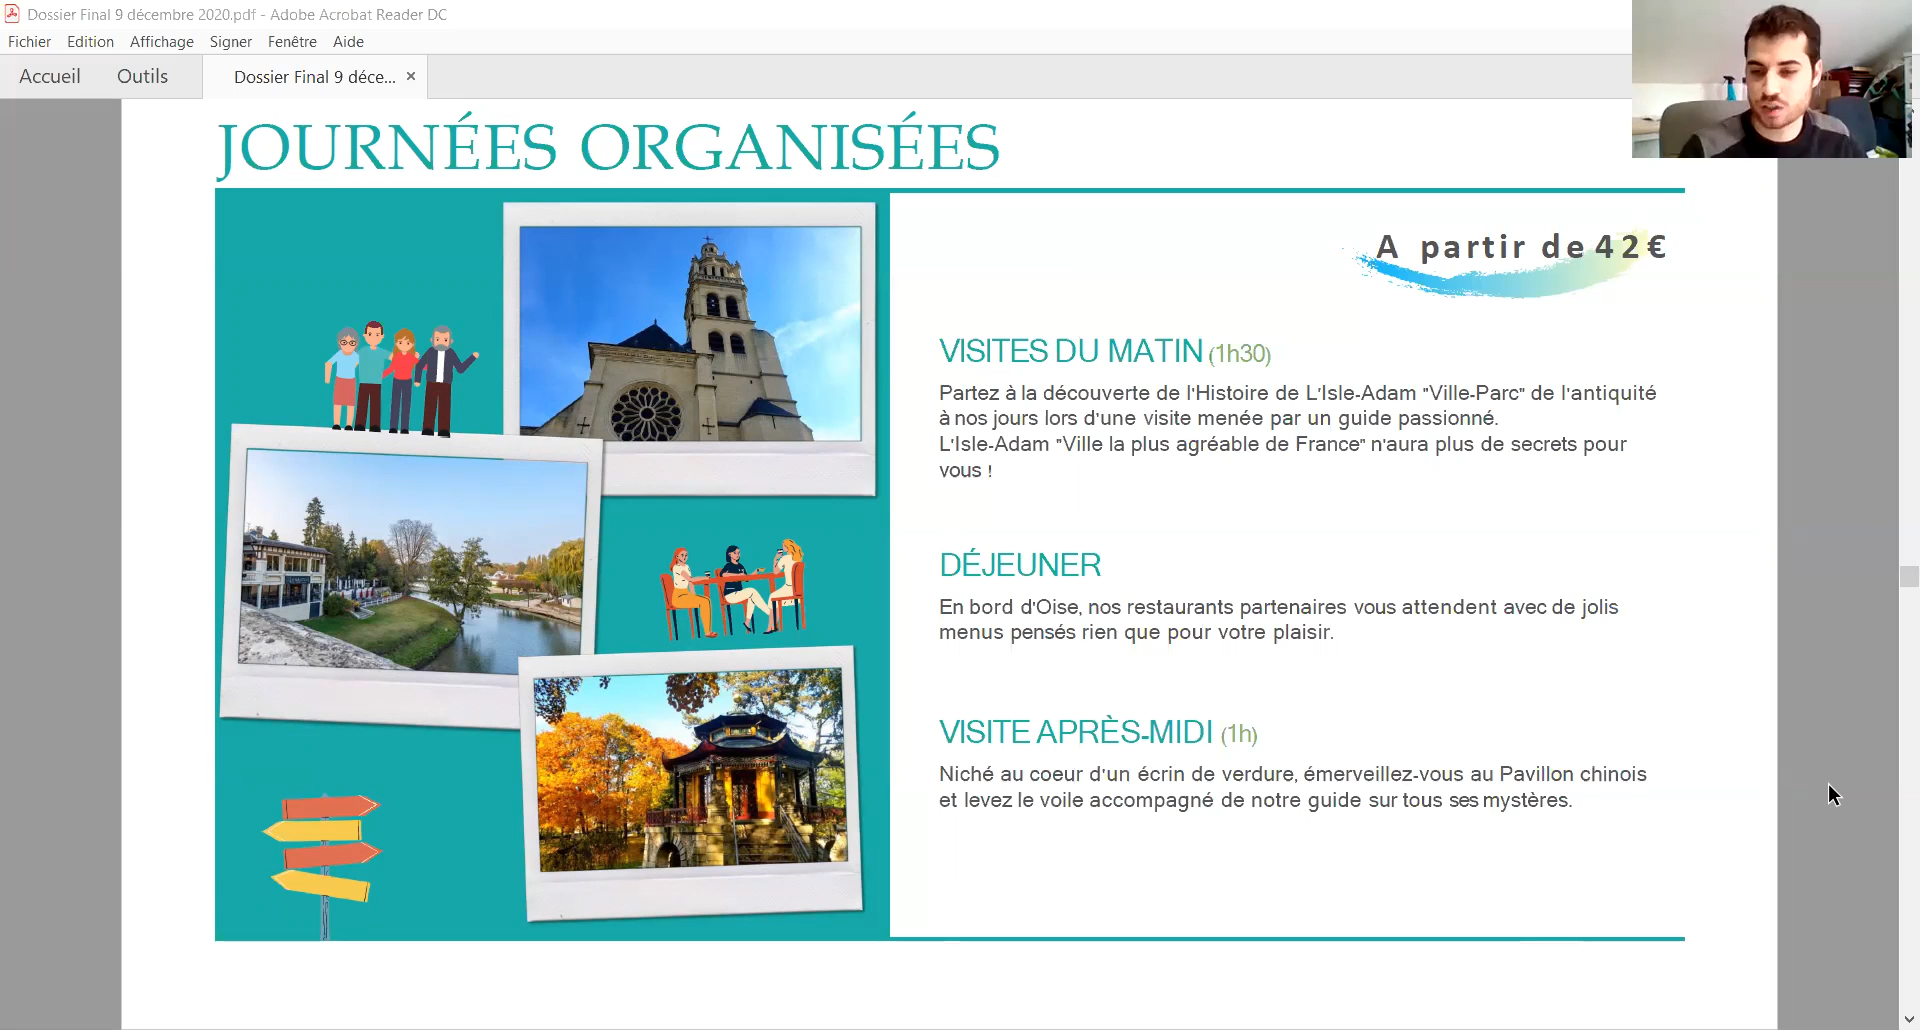 Dossier Final 9 décembre 2020.pdf - Adobe Acrobat Reader DC
Fichier Edition Affichage Signer Fenêtre Aide
Accueil Outils Dossier Final 9 déce... ×
JOURNÉES ORGANISÉES
A partir de 42€
VISITES DU MATIN (1h30)
Partez à la découverte de l'Histoire de L'Isle-Adam "Ville-Parc" de l'antiquité
à nos jours lors d'une visite menée par un guide passionné.
L'Isle-Adam "Ville la plus agréable de France" n'aura plus de secrets pour
vous !
DÉJEUNER
En bord d'Oise, nos restaurants partenaires vous attendent avec de jolis
menus pensés rien que pour votre plaisir.
VISITE APRÈS-MIDI (1h)
Niché au coeur d'un écrin de verdure, émerveillez-vous au Pavillon chinois
et levez le voile accompagné de notre guide sur tous ses mystères.